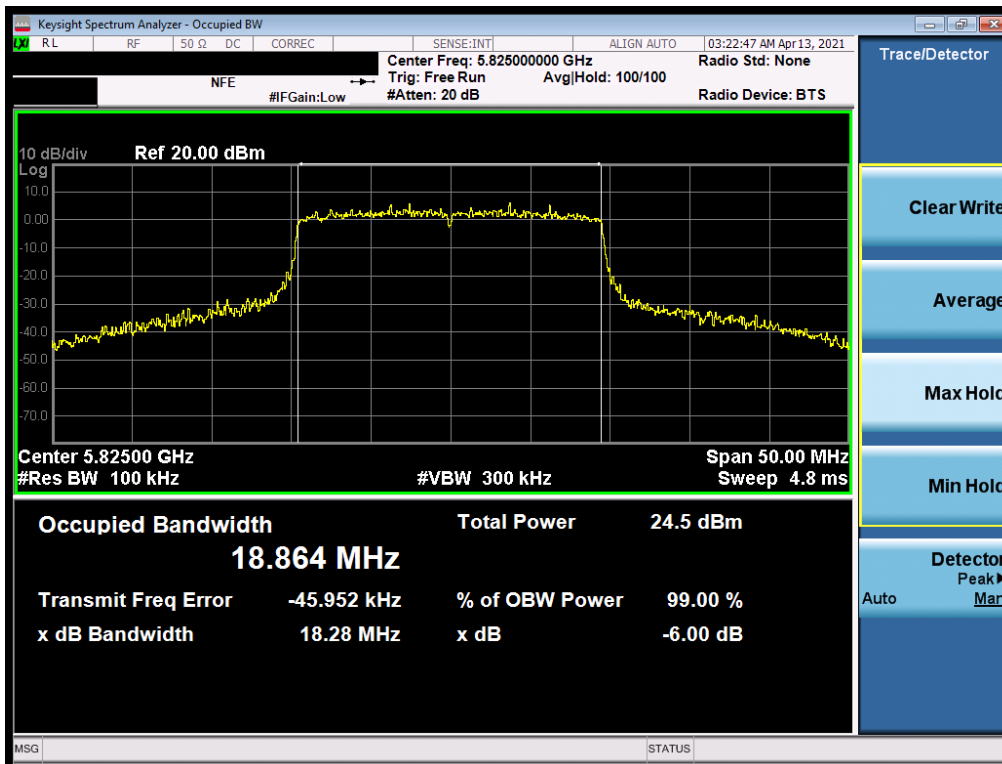 Keysight Spectrum Analyzer - Occupied BW
LXI RL RF 50 Ω DC CORREC SENSE:INT ALIGN AUTO 03:22:47 AM Apr 13, 2021
Center Freq: 5.825000000 GHz Radio Std: None
NFE Trig: Free Run Avg|Hold: 100/100
#IFGain:Low #Atten: 20 dB Radio Device: BTS
Trace/Detector
10 dB/div Ref 20.00 dBm
Log
10.0
0.00
-10.0
-20.0
-30.0
-40.0
-50.0
-60.0
-70.0
Center 5.82500 GHz Span 50.00 MHz
#Res BW 100 kHz #VBW 300 kHz Sweep 4.8 ms
Occupied Bandwidth Total Power 24.5 dBm
18.864 MHz
Transmit Freq Error -45.952 kHz % of OBW Power 99.00 %
x dB Bandwidth 18.28 MHz x dB -6.00 dB
Clear Write
Average
Max Hold
Min Hold
Detector
Peak▶
Auto Man
MSG STATUS